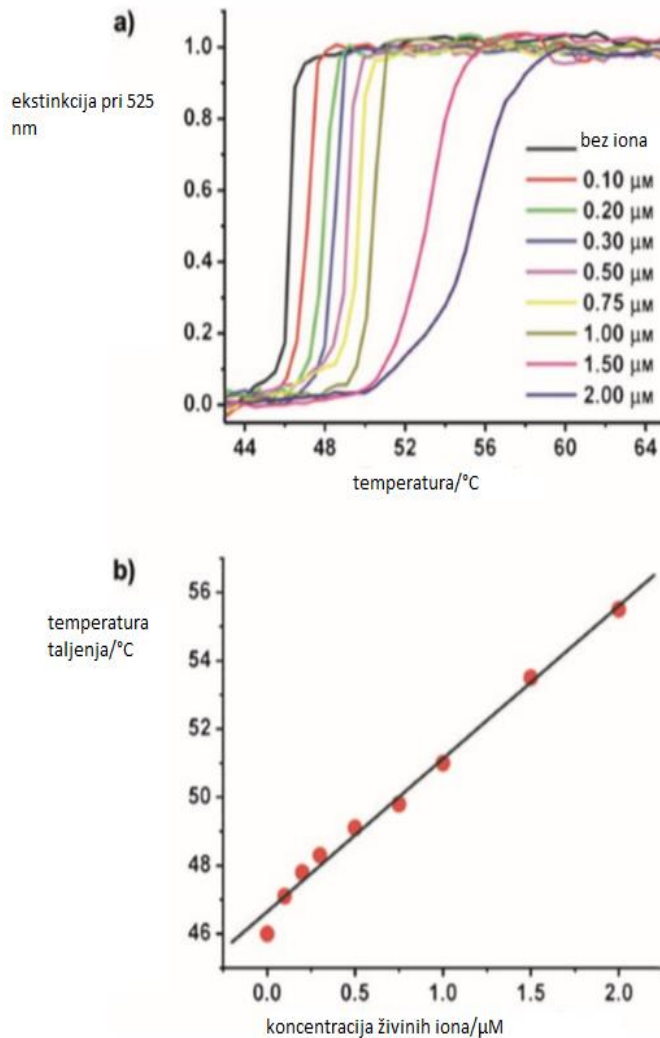 a)
ekstinkcija pri 525
nm
1.0
0.8
0.6
0.4
0.2
0.0
bez iona
0.10 μM
0.20 μM
0.30 μM
0.50 μM
0.75 μM
1.00 μM
1.50 μM
2.00 μM
44 48 52 56 60 64
temperatura/°C
b)
temperatura
taljenja/°C
56
54
52
50
48
46
0.0 0.5 1.0 1.5 2.0
koncentracija živinih iona/μM